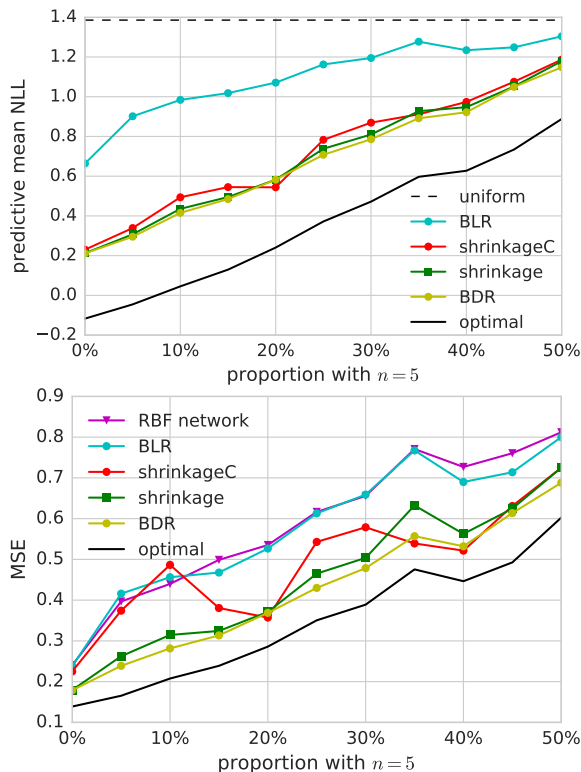 predictive mean NLL
1.4
1.2
1.0
0.8
0.6
0.4
0.2
0.0
−0.2
0% 10% 20% 30% 40% 50%
proportion with n = 5
uniform
BLR
shrinkageC
shrinkage
BDR
optimal
MSE
0.9
0.8
0.7
0.6
0.5
0.4
0.3
0.2
0.1
0% 10% 20% 30% 40% 50%
proportion with n = 5
RBF network
BLR
shrinkageC
shrinkage
BDR
optimal